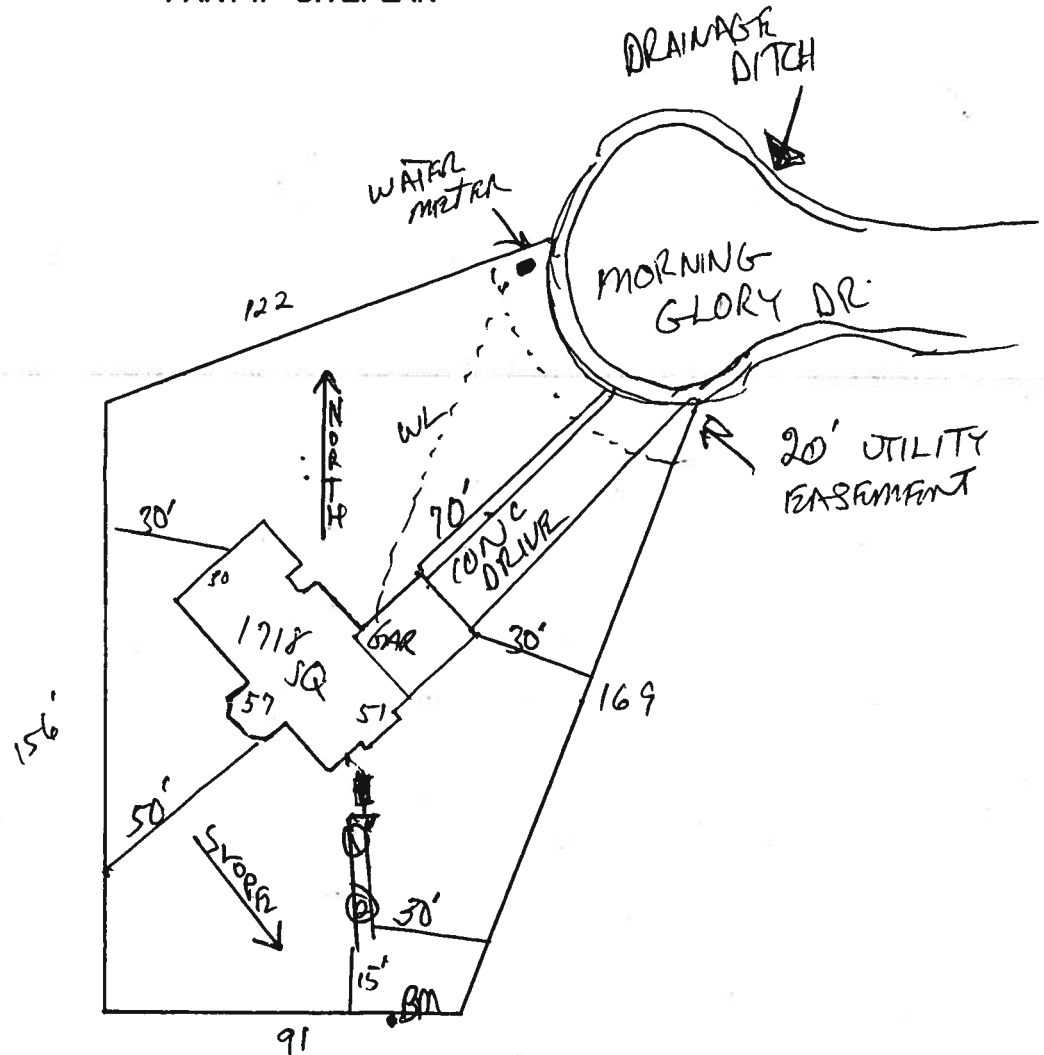 DRAINAGE
DITCH
WATER
METER
MORNING
GLORY DR.
122
NORTH
WL
20' UTILITY
EASEMENT
30'
70'
CONC
DRIVE
30
1718
SQ
GAR
30'
57
51
169
156'
50'
SLOPE
30'
15'
BM
91